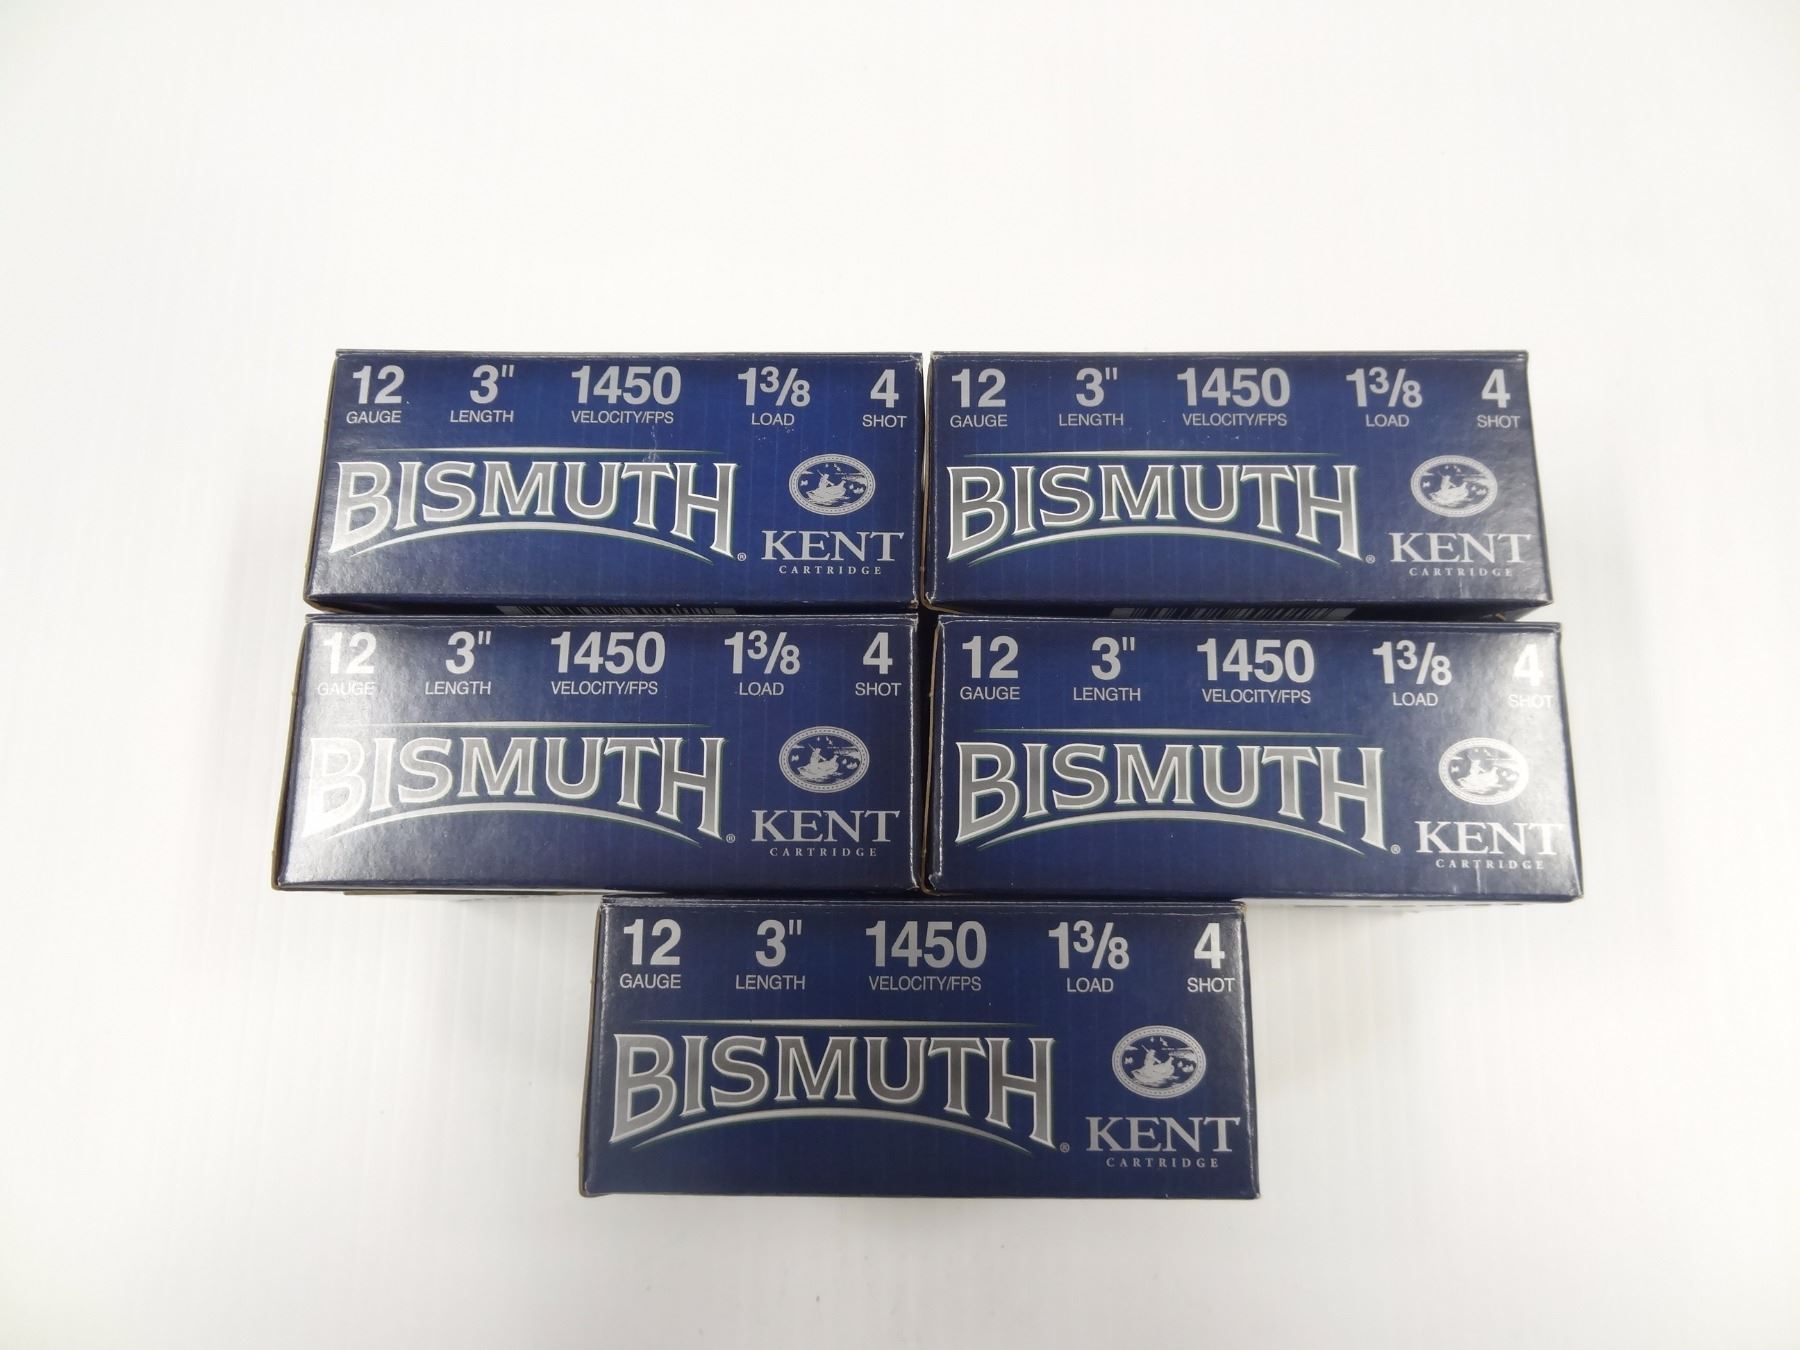 12 3" 1450 1 3/8 4
GAUGE LENGTH VELOCITY/FPS LOAD SHOT
BISMUTH®
KENT
CARTRIDGE
12 3" 1450 1 3/8 4
GAUGE LENGTH VELOCITY/FPS LOAD SHOT
BISMUTH®
KENT
CARTRIDGE
12 3" 1450 1 3/8 4
GAUGE LENGTH VELOCITY/FPS LOAD SHOT
BISMUTH®
KENT
CARTRIDGE
12 3" 1450 1 3/8 4
GAUGE LENGTH VELOCITY/FPS LOAD SHOT
BISMUTH®
KENT
CARTRIDGE
12 3" 1450 1 3/8 4
GAUGE LENGTH VELOCITY/FPS LOAD SHOT
BISMUTH®
KENT
CARTRIDGE